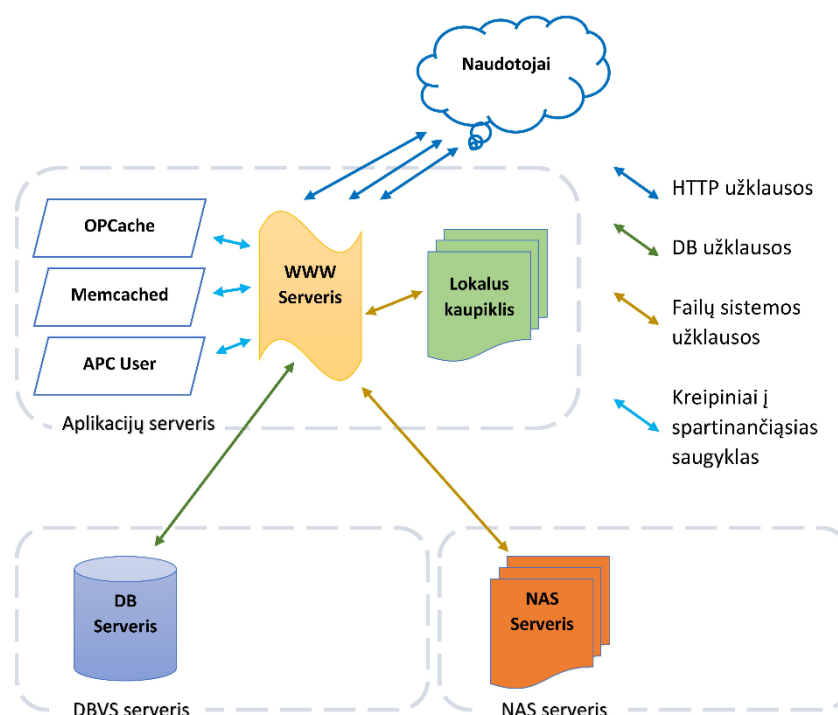 Naudotojai
OPCache
Memcached
APC User
WWW
Serveris
Lokalus
kaupiklis
Aplikacijų serveris
HTTP užklausos
DB užklausos
Failų sistemos
užklausos
Kreipiniai į
spartinančiąsias
saugyklas
DB
Serveris
DBVS serveris
NAS
Serveris
NAS serveris